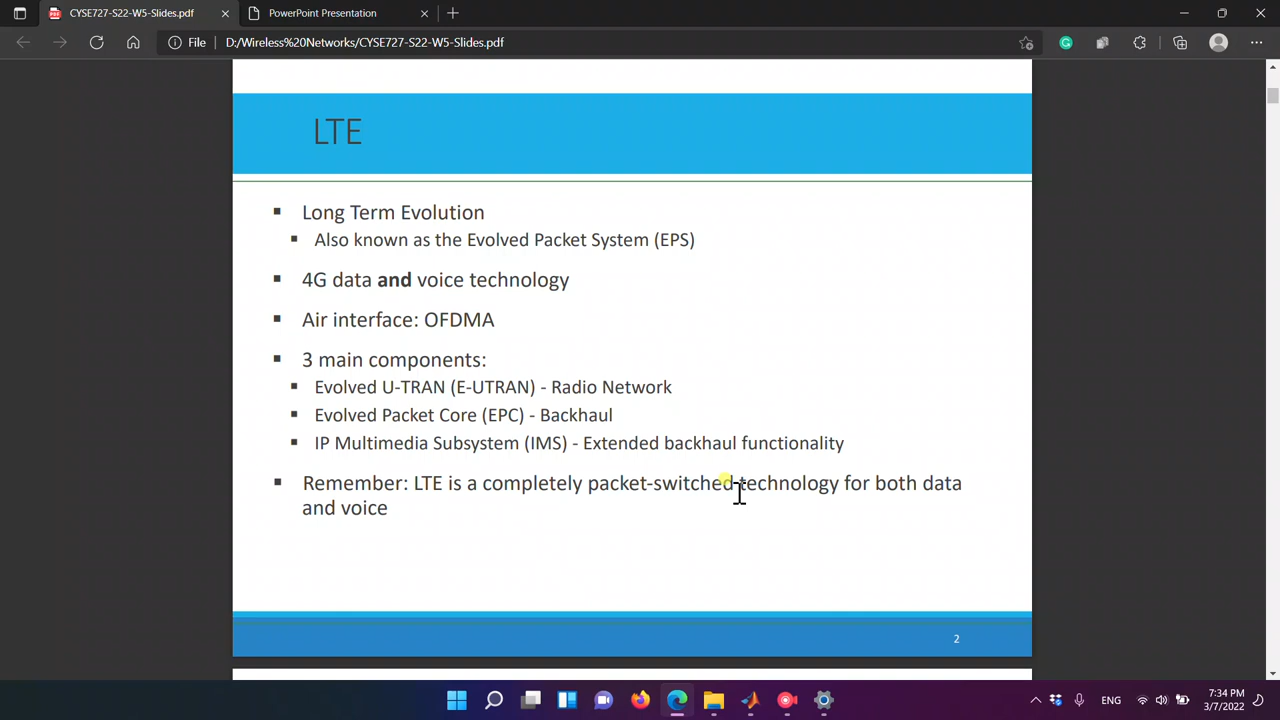 CYSE727-S22-W5-Slides.pdf
PowerPoint Presentation
File
D:/Wireless%20Networks/CYSE727-S22-W5-Slides.pdf
LTE
▪ Long Term Evolution
▪ Also known as the Evolved Packet System (EPS)
▪ 4G data and voice technology
▪ Air interface: OFDMA
▪ 3 main components:
▪ Evolved U-TRAN (E-UTRAN) - Radio Network
▪ Evolved Packet Core (EPC) - Backhaul
▪ IP Multimedia Subsystem (IMS) - Extended backhaul functionality
▪ Remember: LTE is a completely packet-switched technology for both data
and voice
2
ENG
7:34 PM
3/7/2022